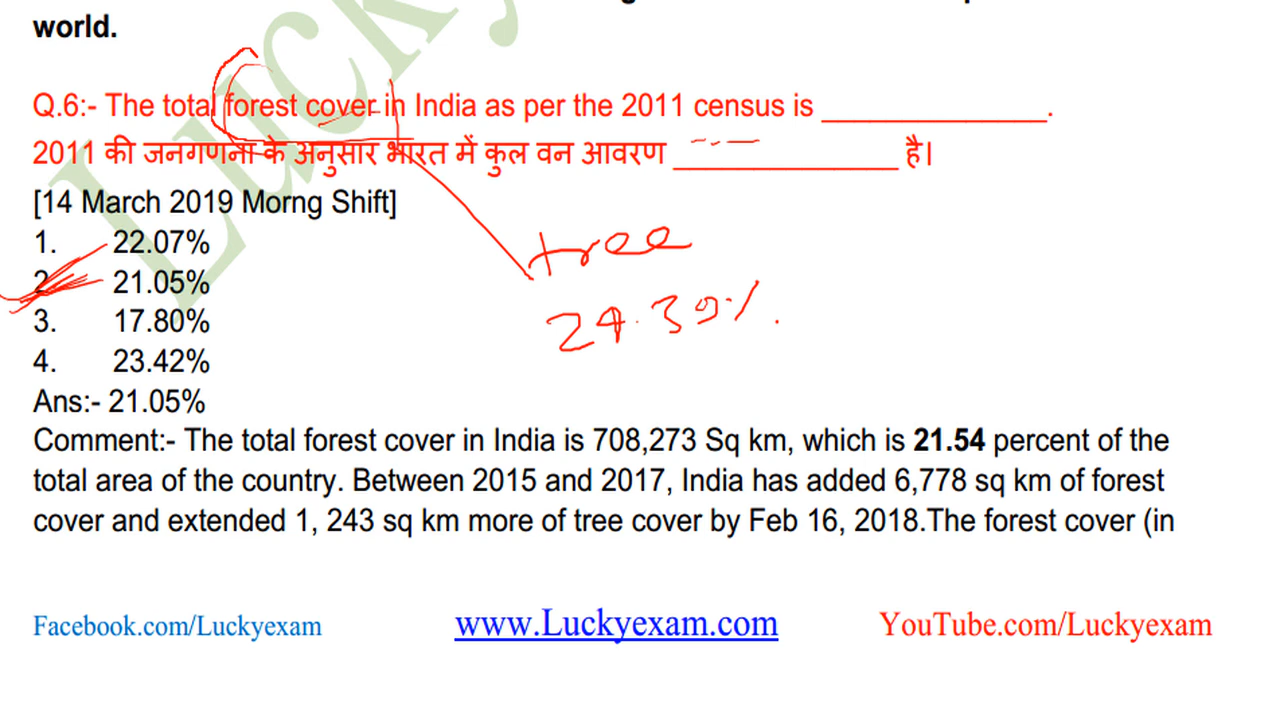 world.
Q.6:- The total forest cover in India as per the 2011 census is _______________.
2011 की जनगणना के अनुसार भारत में कुल वन आवरण _______________ है।
[14 March 2019 Morng Shift]
1. 22.07%
2. 21.05%
tree
3. 17.80%
24.39%.
4. 23.42%
Ans:- 21.05%
Comment:- The total forest cover in India is 708,273 Sq km, which is 21.54 percent of the
total area of the country. Between 2015 and 2017, India has added 6,778 sq km of forest
cover and extended 1, 243 sq km more of tree cover by Feb 16, 2018.The forest cover (in
Facebook.com/Luckyexam www.Luckyexam.com YouTube.com/Luckyexam